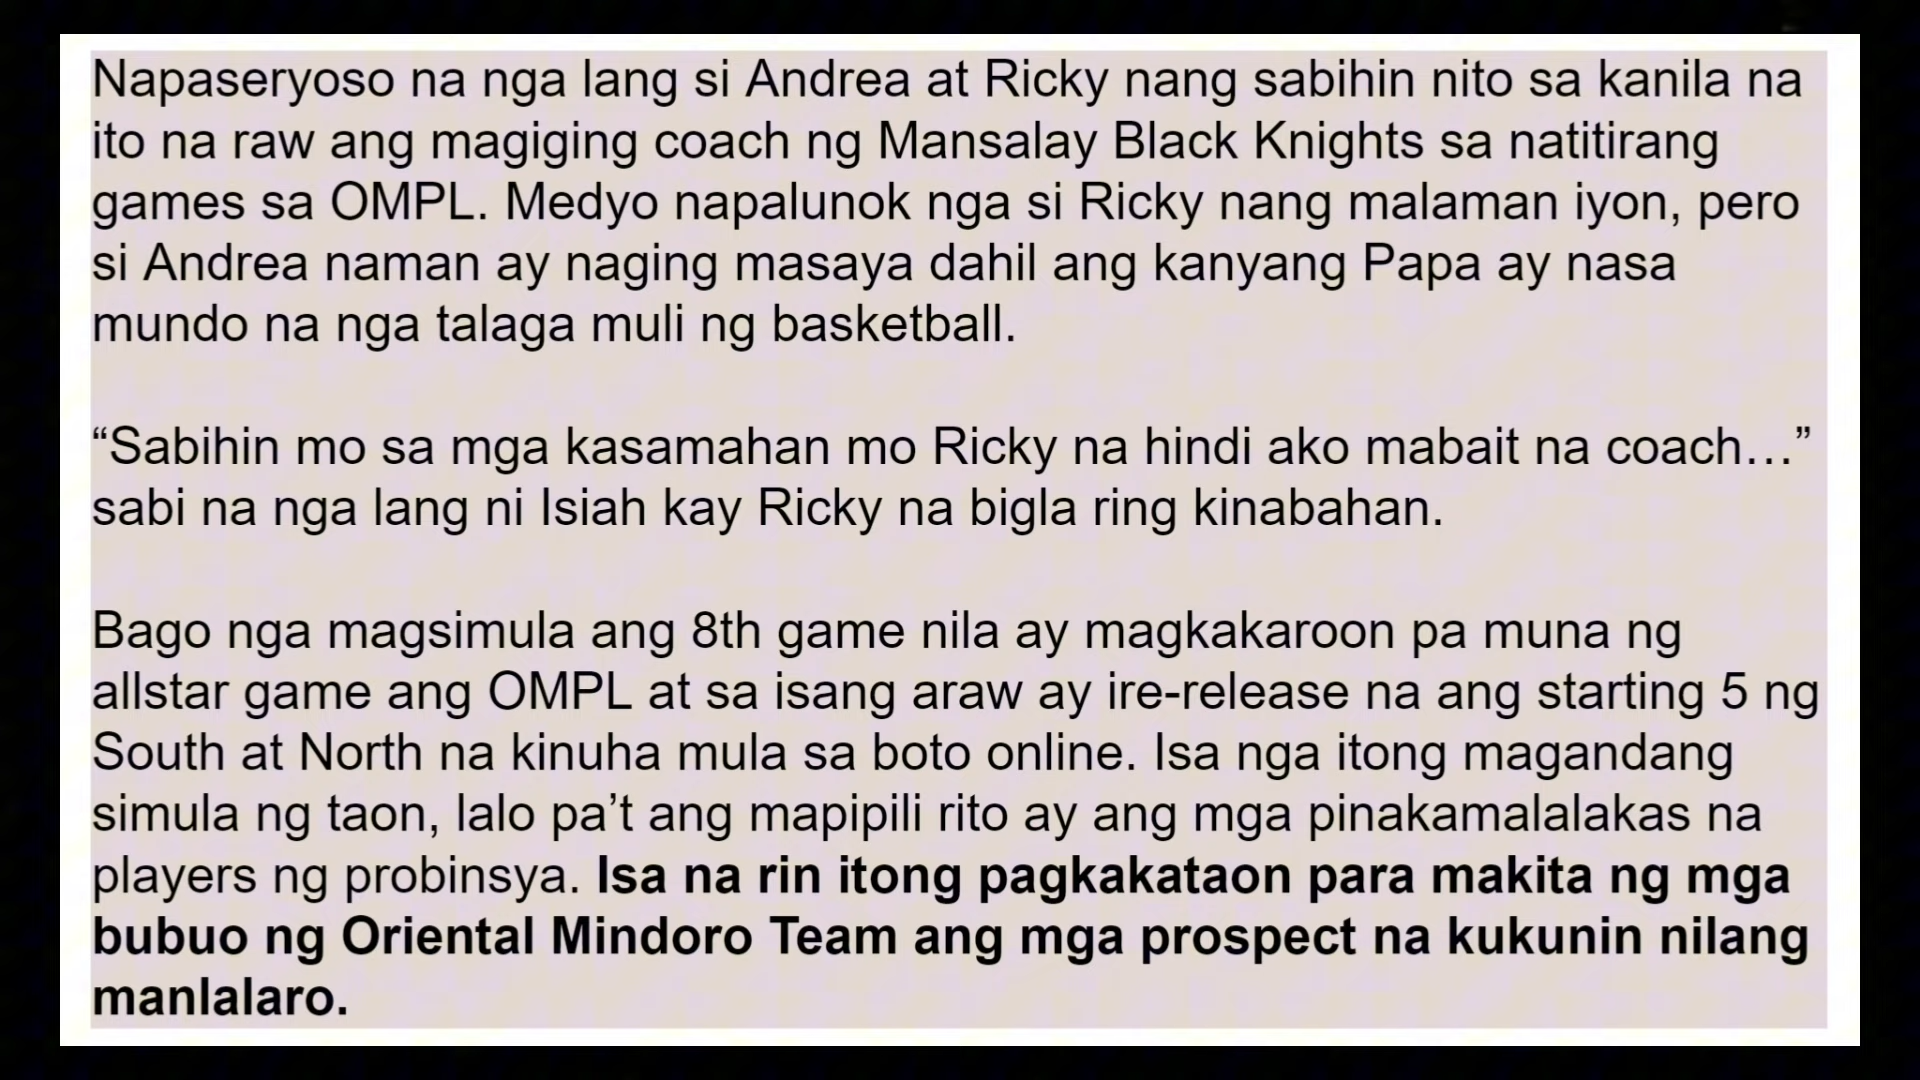 Napaseryoso na nga lang si Andrea at Ricky nang sabihin nito sa kanila na
ito na raw ang magiging coach ng Mansalay Black Knights sa natitirang
games sa OMPL. Medyo napalunok nga si Ricky nang malaman iyon, pero
si Andrea naman ay naging masaya dahil ang kanyang Papa ay nasa
mundo na nga talaga muli ng basketball.
“Sabihin mo sa mga kasamahan mo Ricky na hindi ako mabait na coach…”
sabi na nga lang ni Isiah kay Ricky na bigla ring kinabahan.
Bago nga magsimula ang 8th game nila ay magkakaroon pa muna ng
allstar game ang OMPL at sa isang araw ay ire-release na ang starting 5 ng
South at North na kinuha mula sa boto online. Isa nga itong magandang
simula ng taon, lalo pa’t ang mapipili rito ay ang mga pinakamalalakas na
players ng probinsya. Isa na rin itong pagkakataon para makita ng mga
bubuo ng Oriental Mindoro Team ang mga prospect na kukunin nilang
manlalaro.